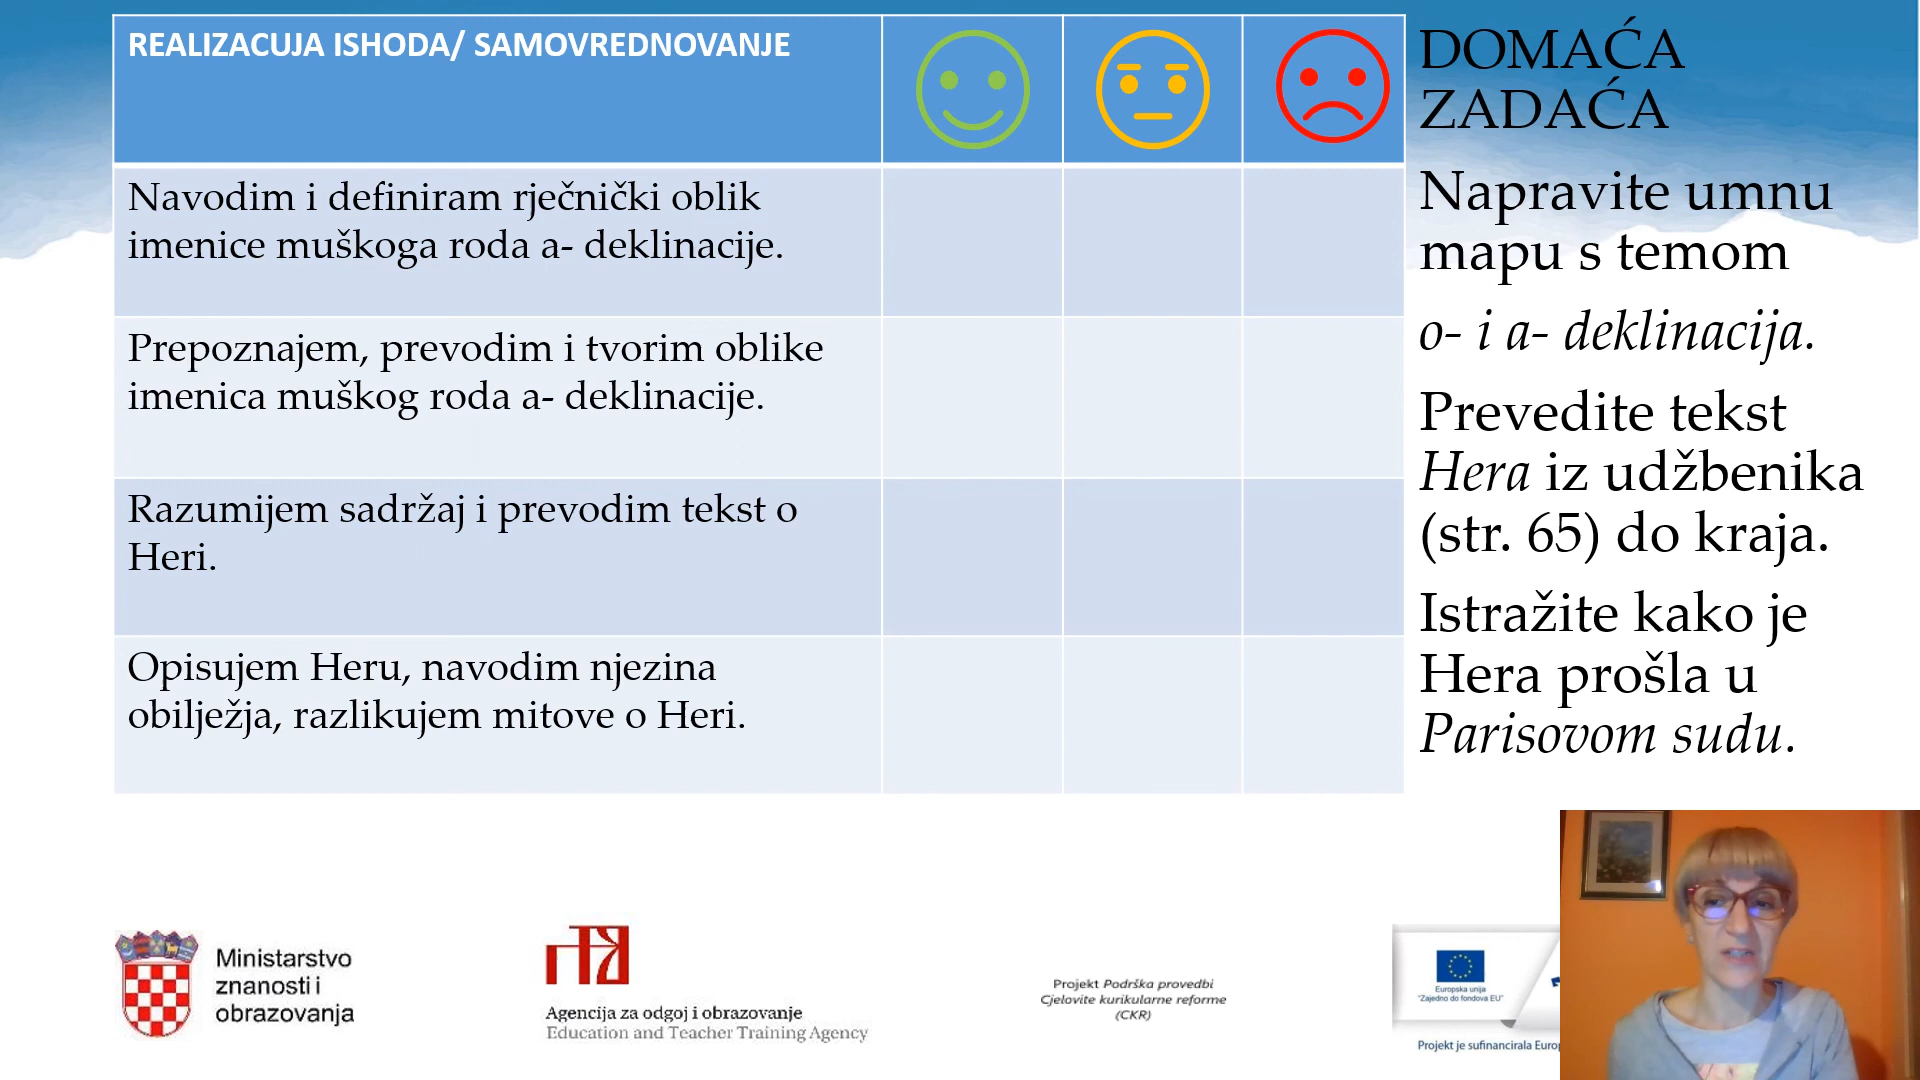 REALIZACUJA ISHODA/ SAMOVREDNOVANJE
Navodim i definiram rječnički oblik
imenice muškoga roda a- deklinacije.
Prepoznajem, prevodim i tvorim oblike
imenica muškog roda a- deklinacije.
Razumijem sadržaj i prevodim tekst o
Heri.
Opisujem Heru, navodim njezina
obilježja, razlikujem mitove o Heri.
DOMAĆA
ZADAĆA
Napravite umnu
mapu s temom
o- i a- deklinacija.
Prevedite tekst
Hera iz udžbenika
(str. 65) do kraja.
Istražite kako je
Hera prošla u
Parisovom sudu.
Ministarstvo
znanosti i
obrazovanja
Agencija za odgoj i obrazovanje
Education and Teacher Training Agency
Projekt Podrška provedbi
Cjelovite kurikularne reforme
(CKR)
Europska unija
"Zajedno do fondova EU"
Projekt je sufinancirala